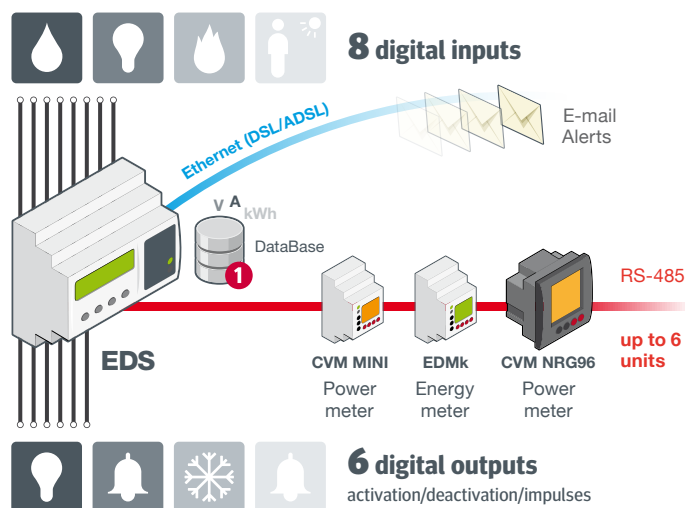 8 digital inputs
Ethernet (DSL/ADSL)
E-mail
Alerts
V A
kWh
DataBase
1
RS-485
EDS
up to 6
units
CVM MINI
Power
meter
EDMk
Energy
meter
CVM NRG96
Power
meter
6 digital outputs
activation/deactivation/impulses